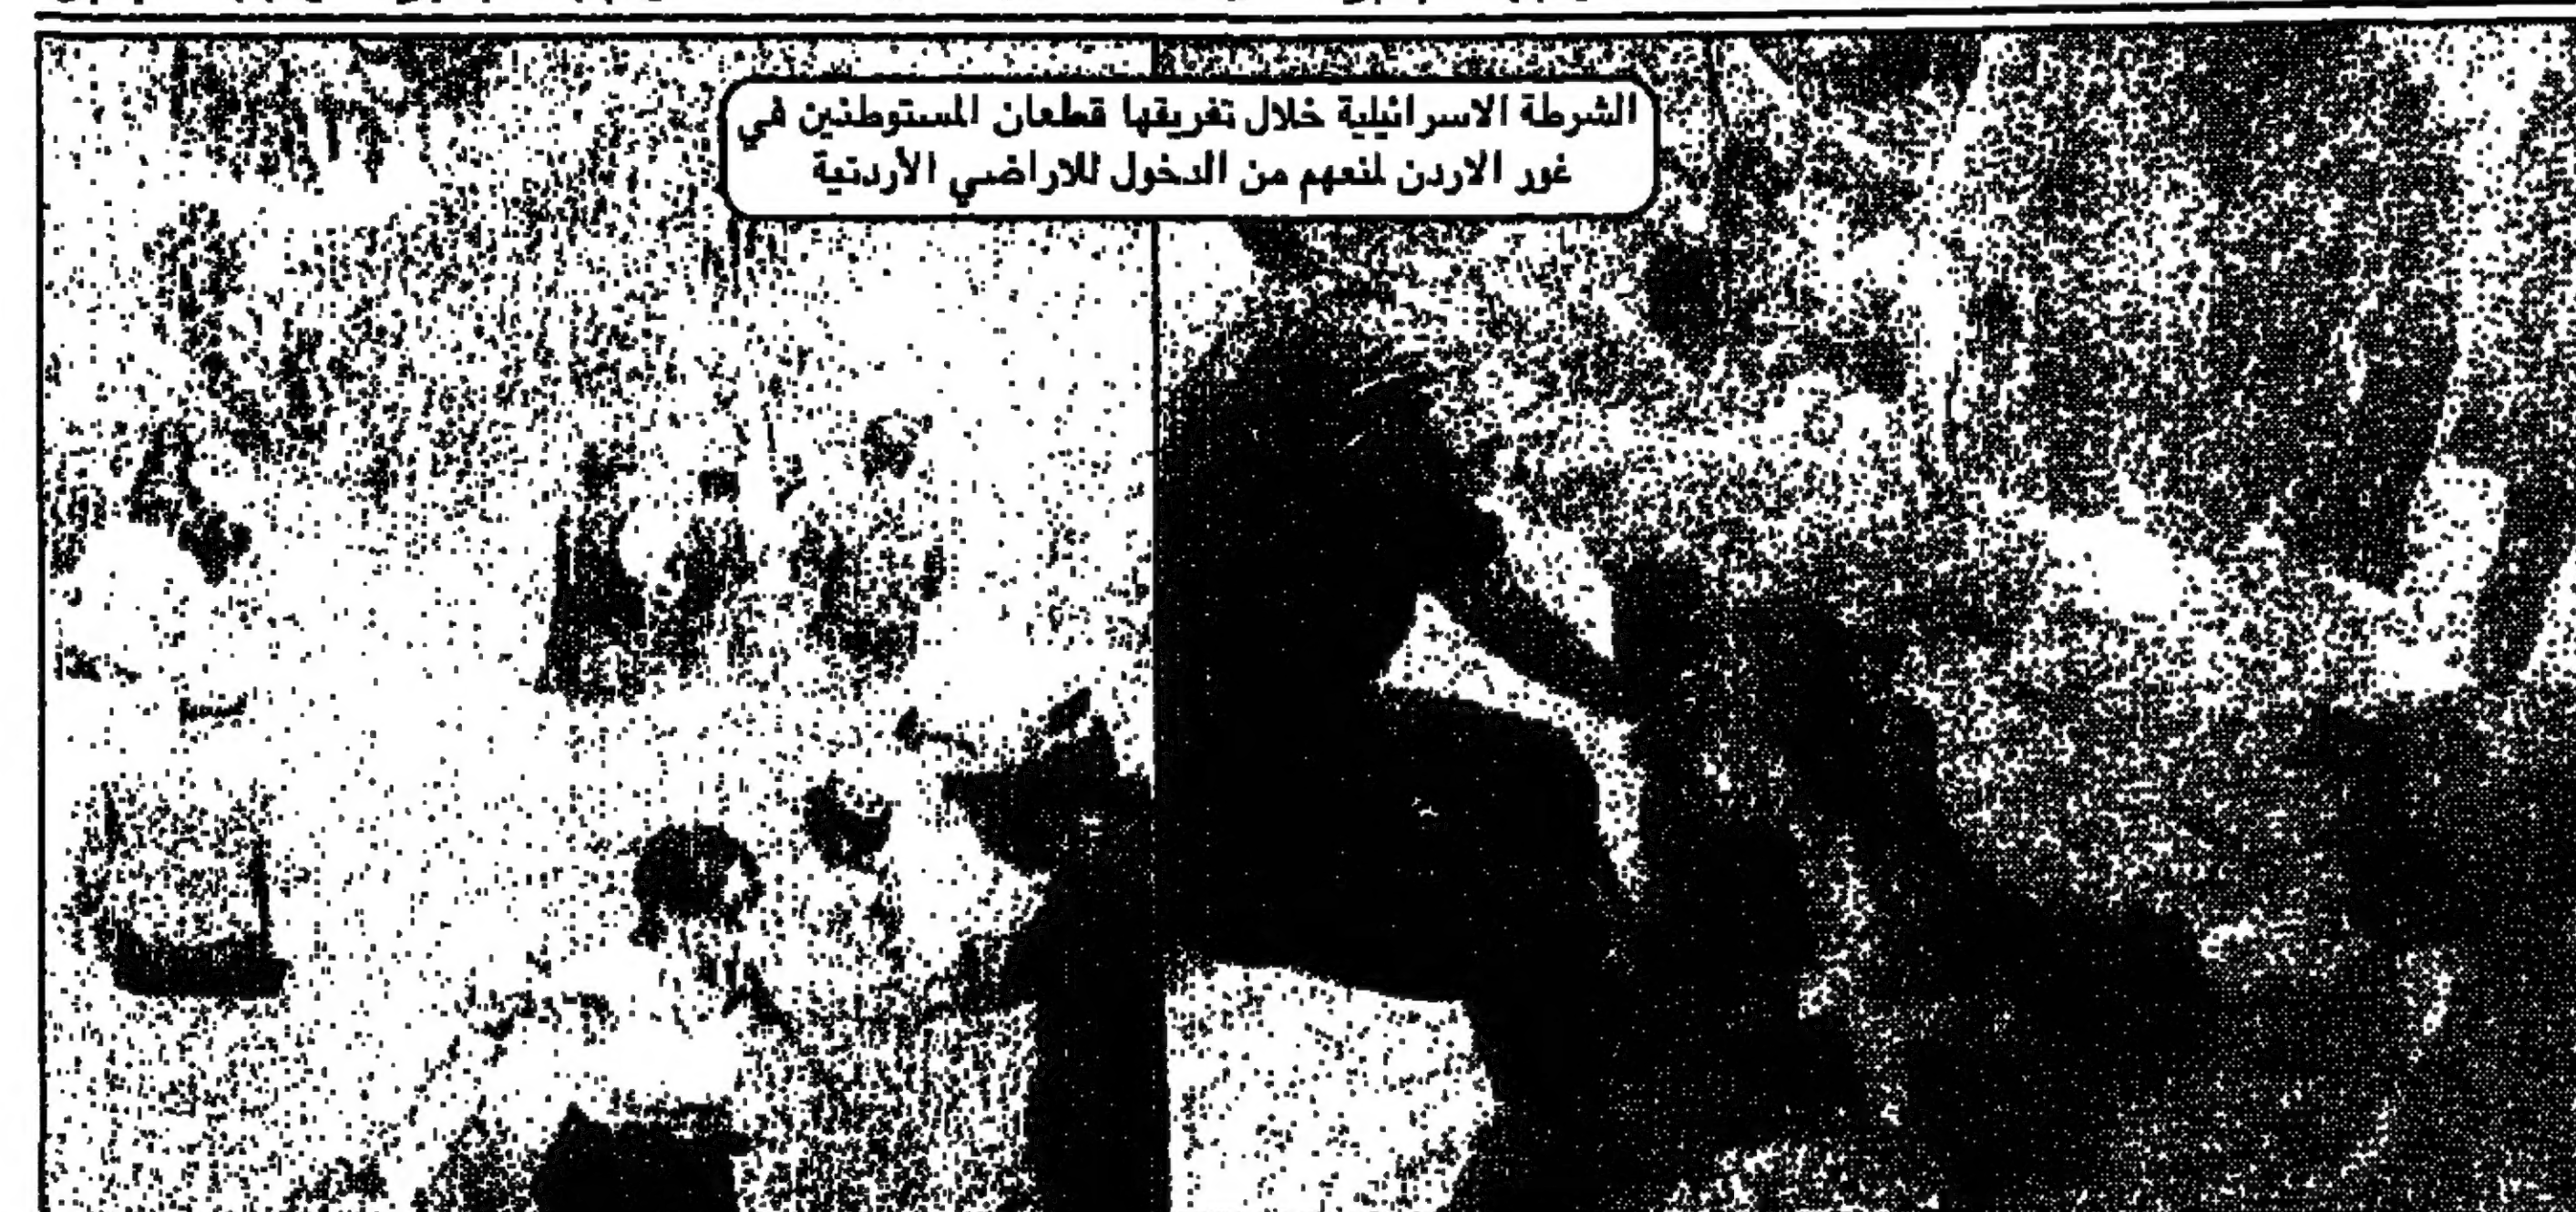 الشرطة الاسرائيلية خلال تفريقها قطعان المستوطنين في
غور الاردن لمنعهم من الدخول للاراضي الأردنية